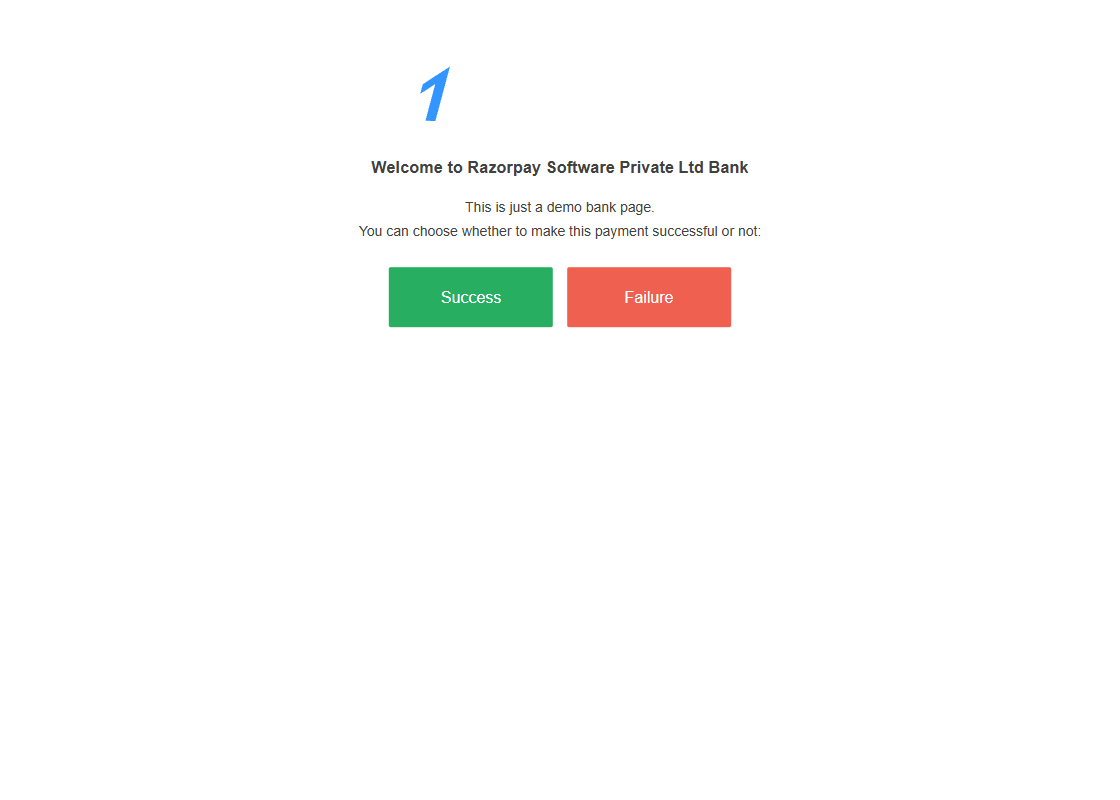 Welcome to Razorpay Software Private Ltd Bank
This is just a demo bank page.
You can choose whether to make this payment successful or not:
Success
Failure